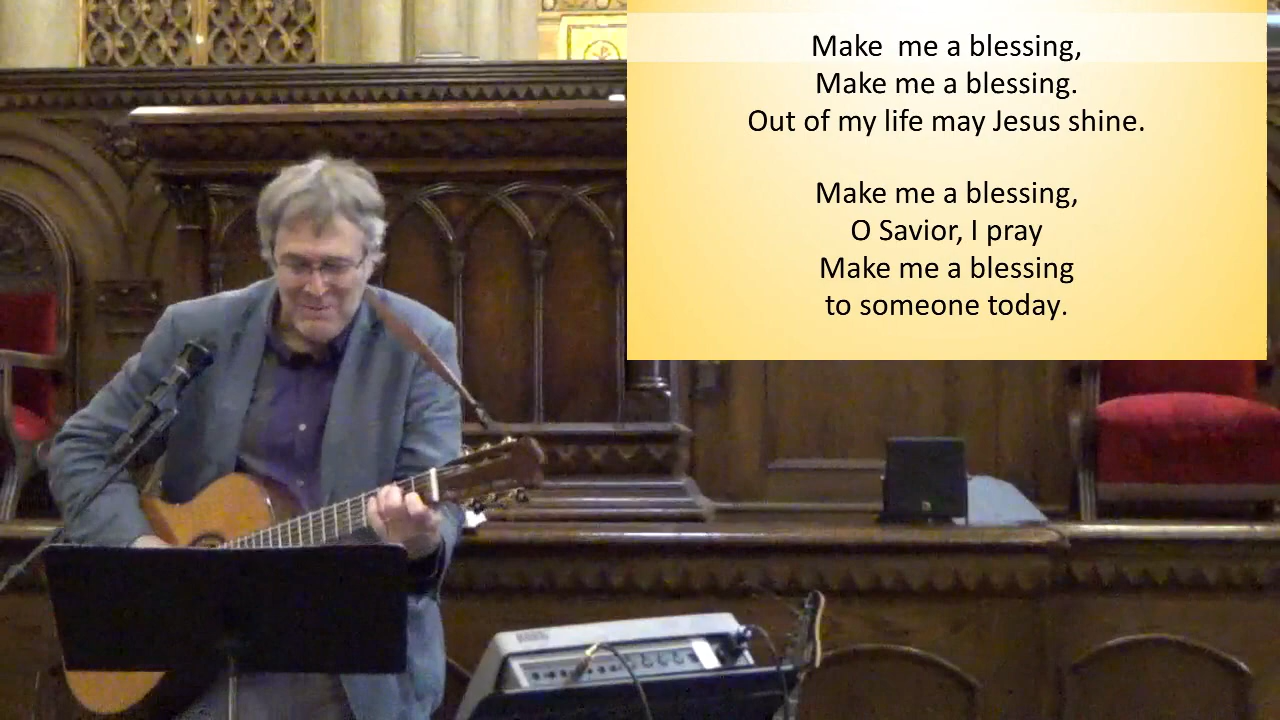 Make  me a blessing,
Make me a blessing.
Out of my life may Jesus shine.
Make me a blessing,
O Savior, I pray
Make me a blessing
to someone today.